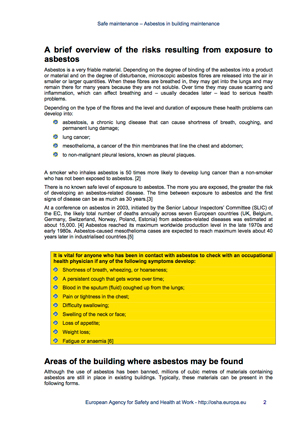 Safe maintenance – Asbestos in building maintenance
A brief overview of the risks resulting from exposure to
asbestos
Asbestos is a very friable material. Depending on the degree of binding of the asbestos into a product
or material and on the degree of disturbance, microscopic asbestos fibres are released into the air in
smaller or larger quantities. When these fibres are breathed in, they may get into the lungs and may
remain there for many years because they are not soluble. Over time they may cause scarring and
inflammation, which can affect breathing and – usually decades later – lead to serious health
problems.
Depending on the type of the fibres and the level and duration of exposure these health problems can
develop into:
asbestosis, a chronic lung disease that can cause shortness of breath, coughing, and
permanent lung damage;
lung cancer;
mesothelioma, a cancer of the thin membranes that line the chest and abdomen;
to non-malignant pleural lesions, known as pleural plaques.
A smoker who inhales asbestos is 50 times more likely to develop lung cancer than a non-smoker
who has not been exposed to asbestos. [2]
There is no known safe level of exposure to asbestos. The more you are exposed, the greater the risk
of developing an asbestos-related disease. The time between exposure to asbestos and the first
signs of disease can be as much as 30 years.[3]
At a conference on asbestos in 2003, initiated by the Senior Labour Inspectors' Committee (SLIC) of
the EC, the likely total number of deaths annually across seven European countries (UK, Belgium,
Germany, Switzerland, Norway, Poland, Estonia) from asbestos-related diseases was estimated at
about 15,000. [4] Asbestos reached its maximum worldwide production level in the late 1970s and
early 1980s. Asbestos-caused mesothelioma cases are expected to reach maximum levels about 40
years later in industrialised countries.[5]
It is vital for anyone who has been in contact with asbestos to check with an occupational
health physician if any of the following symptoms develop:
Shortness of breath, wheezing, or hoarseness;
A persistent cough that gets worse over time;
Blood in the sputum (fluid) coughed up from the lungs;
Pain or tightening in the chest;
Difficulty swallowing;
Swelling of the neck or face;
Loss of appetite;
Weight loss;
Fatigue or anaemia [6]
Areas of the building where asbestos may be found
Although the use of asbestos has been banned, millions of cubic metres of materials containing
asbestos are still in place in existing buildings. Typically, these materials can be present in the
following forms.
European Agency for Safety and Health at Work - http://osha.europa.eu 2